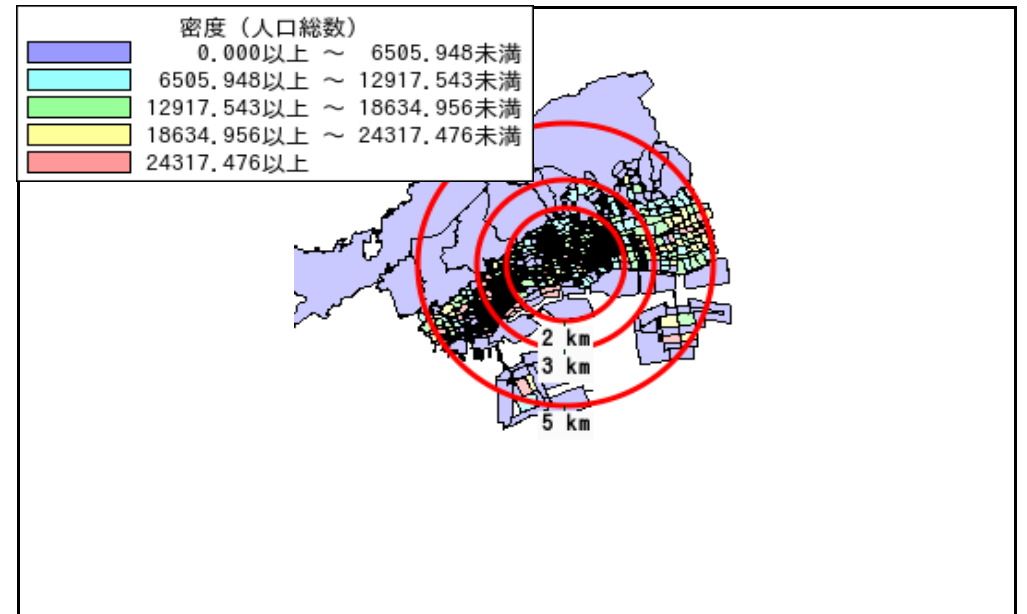 密度（人口総数）
0.000以上 ～ 6505.948未満
6505.948以上 ～ 12917.543未満
12917.543以上 ～ 18634.956未満
18634.956以上 ～ 24317.476未満
24317.476以上
2 km
3 km
5 km